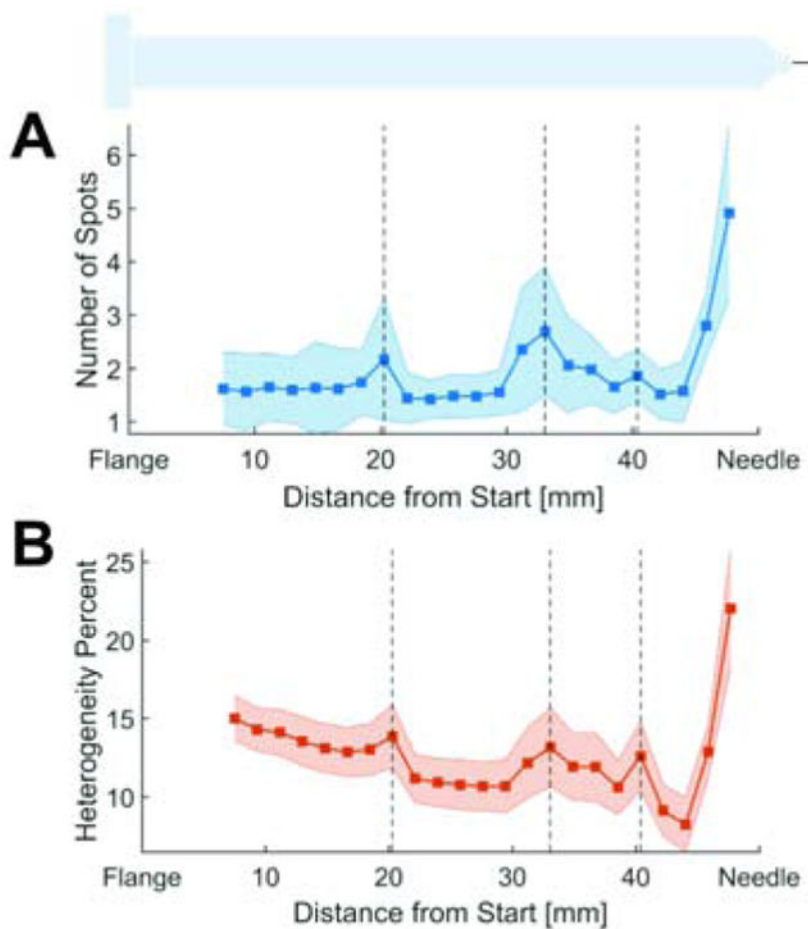 A
Number of Spots
6
5
4
3
2
1
Flange 10 20 30 40 Needle
Distance from Start [mm]
B
Heterogeneity Percent
25
20
15
10
Flange 10 20 30 40 Needle
Distance from Start [mm]